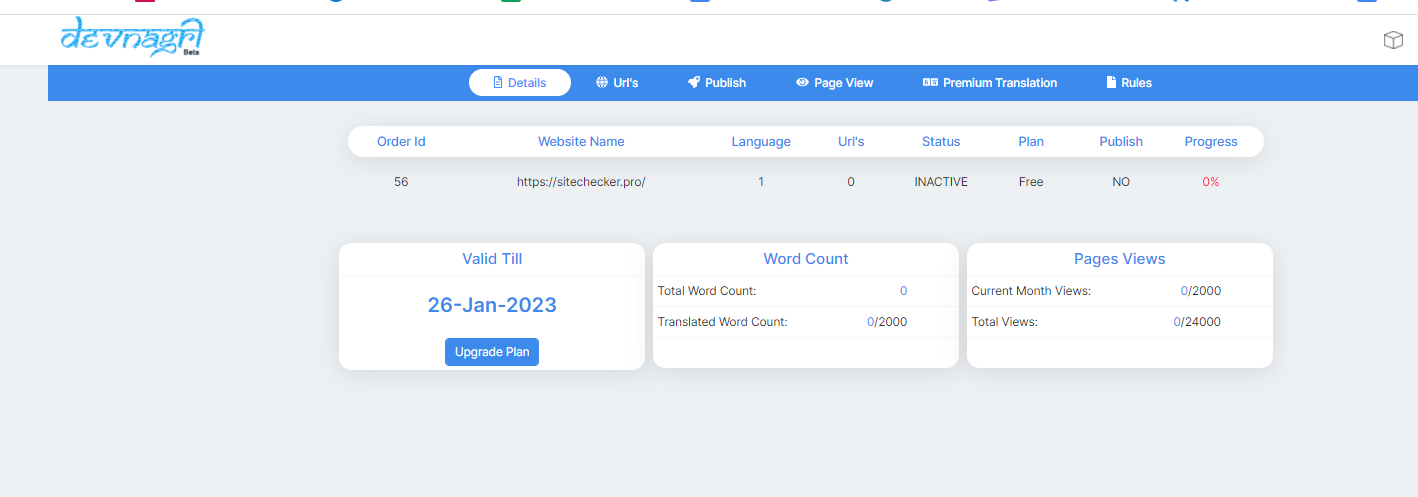 devnagri
Beta
Details Url's Publish Page View Premium Translation Rules
Order Id Website Name Language Url's Status Plan Publish Progress
56 https://sitechecker.pro/ 1 0 INACTIVE Free NO 0%
Valid Till
26-Jan-2023
Upgrade Plan
Word Count
Total Word Count: 0
Translated Word Count: 0/2000
Pages Views
Current Month Views: 0/2000
Total Views: 0/24000